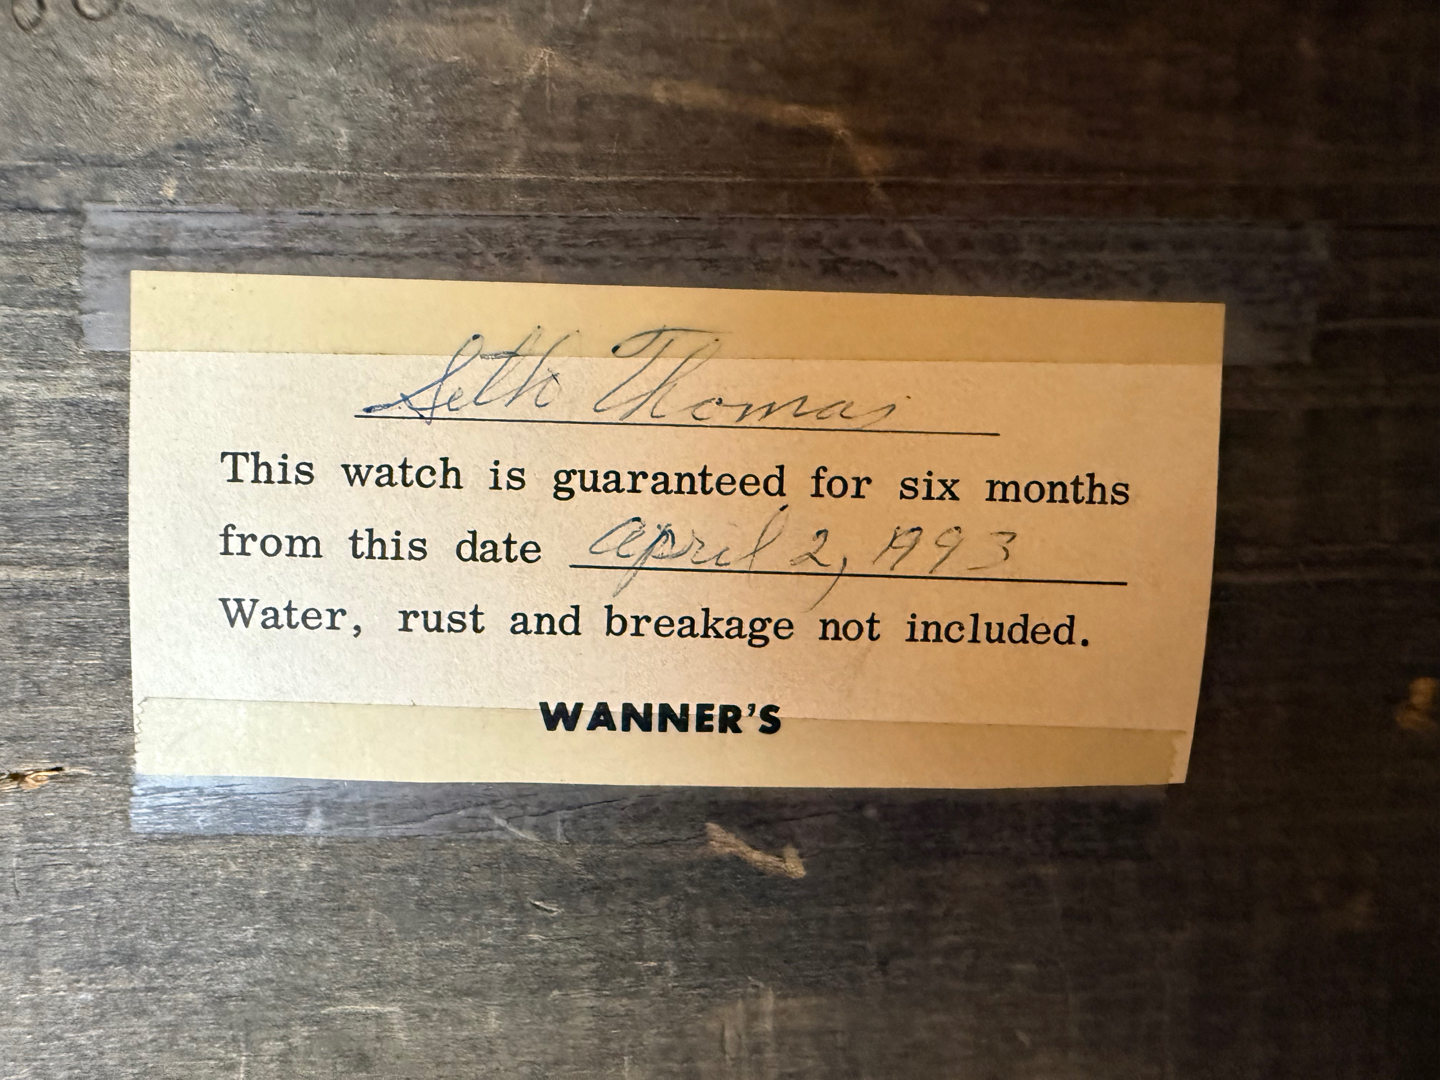 Seth Thomas
This watch is guaranteed for six months
from this date april 2, 1993
Water, rust and breakage not included.
WANNER'S